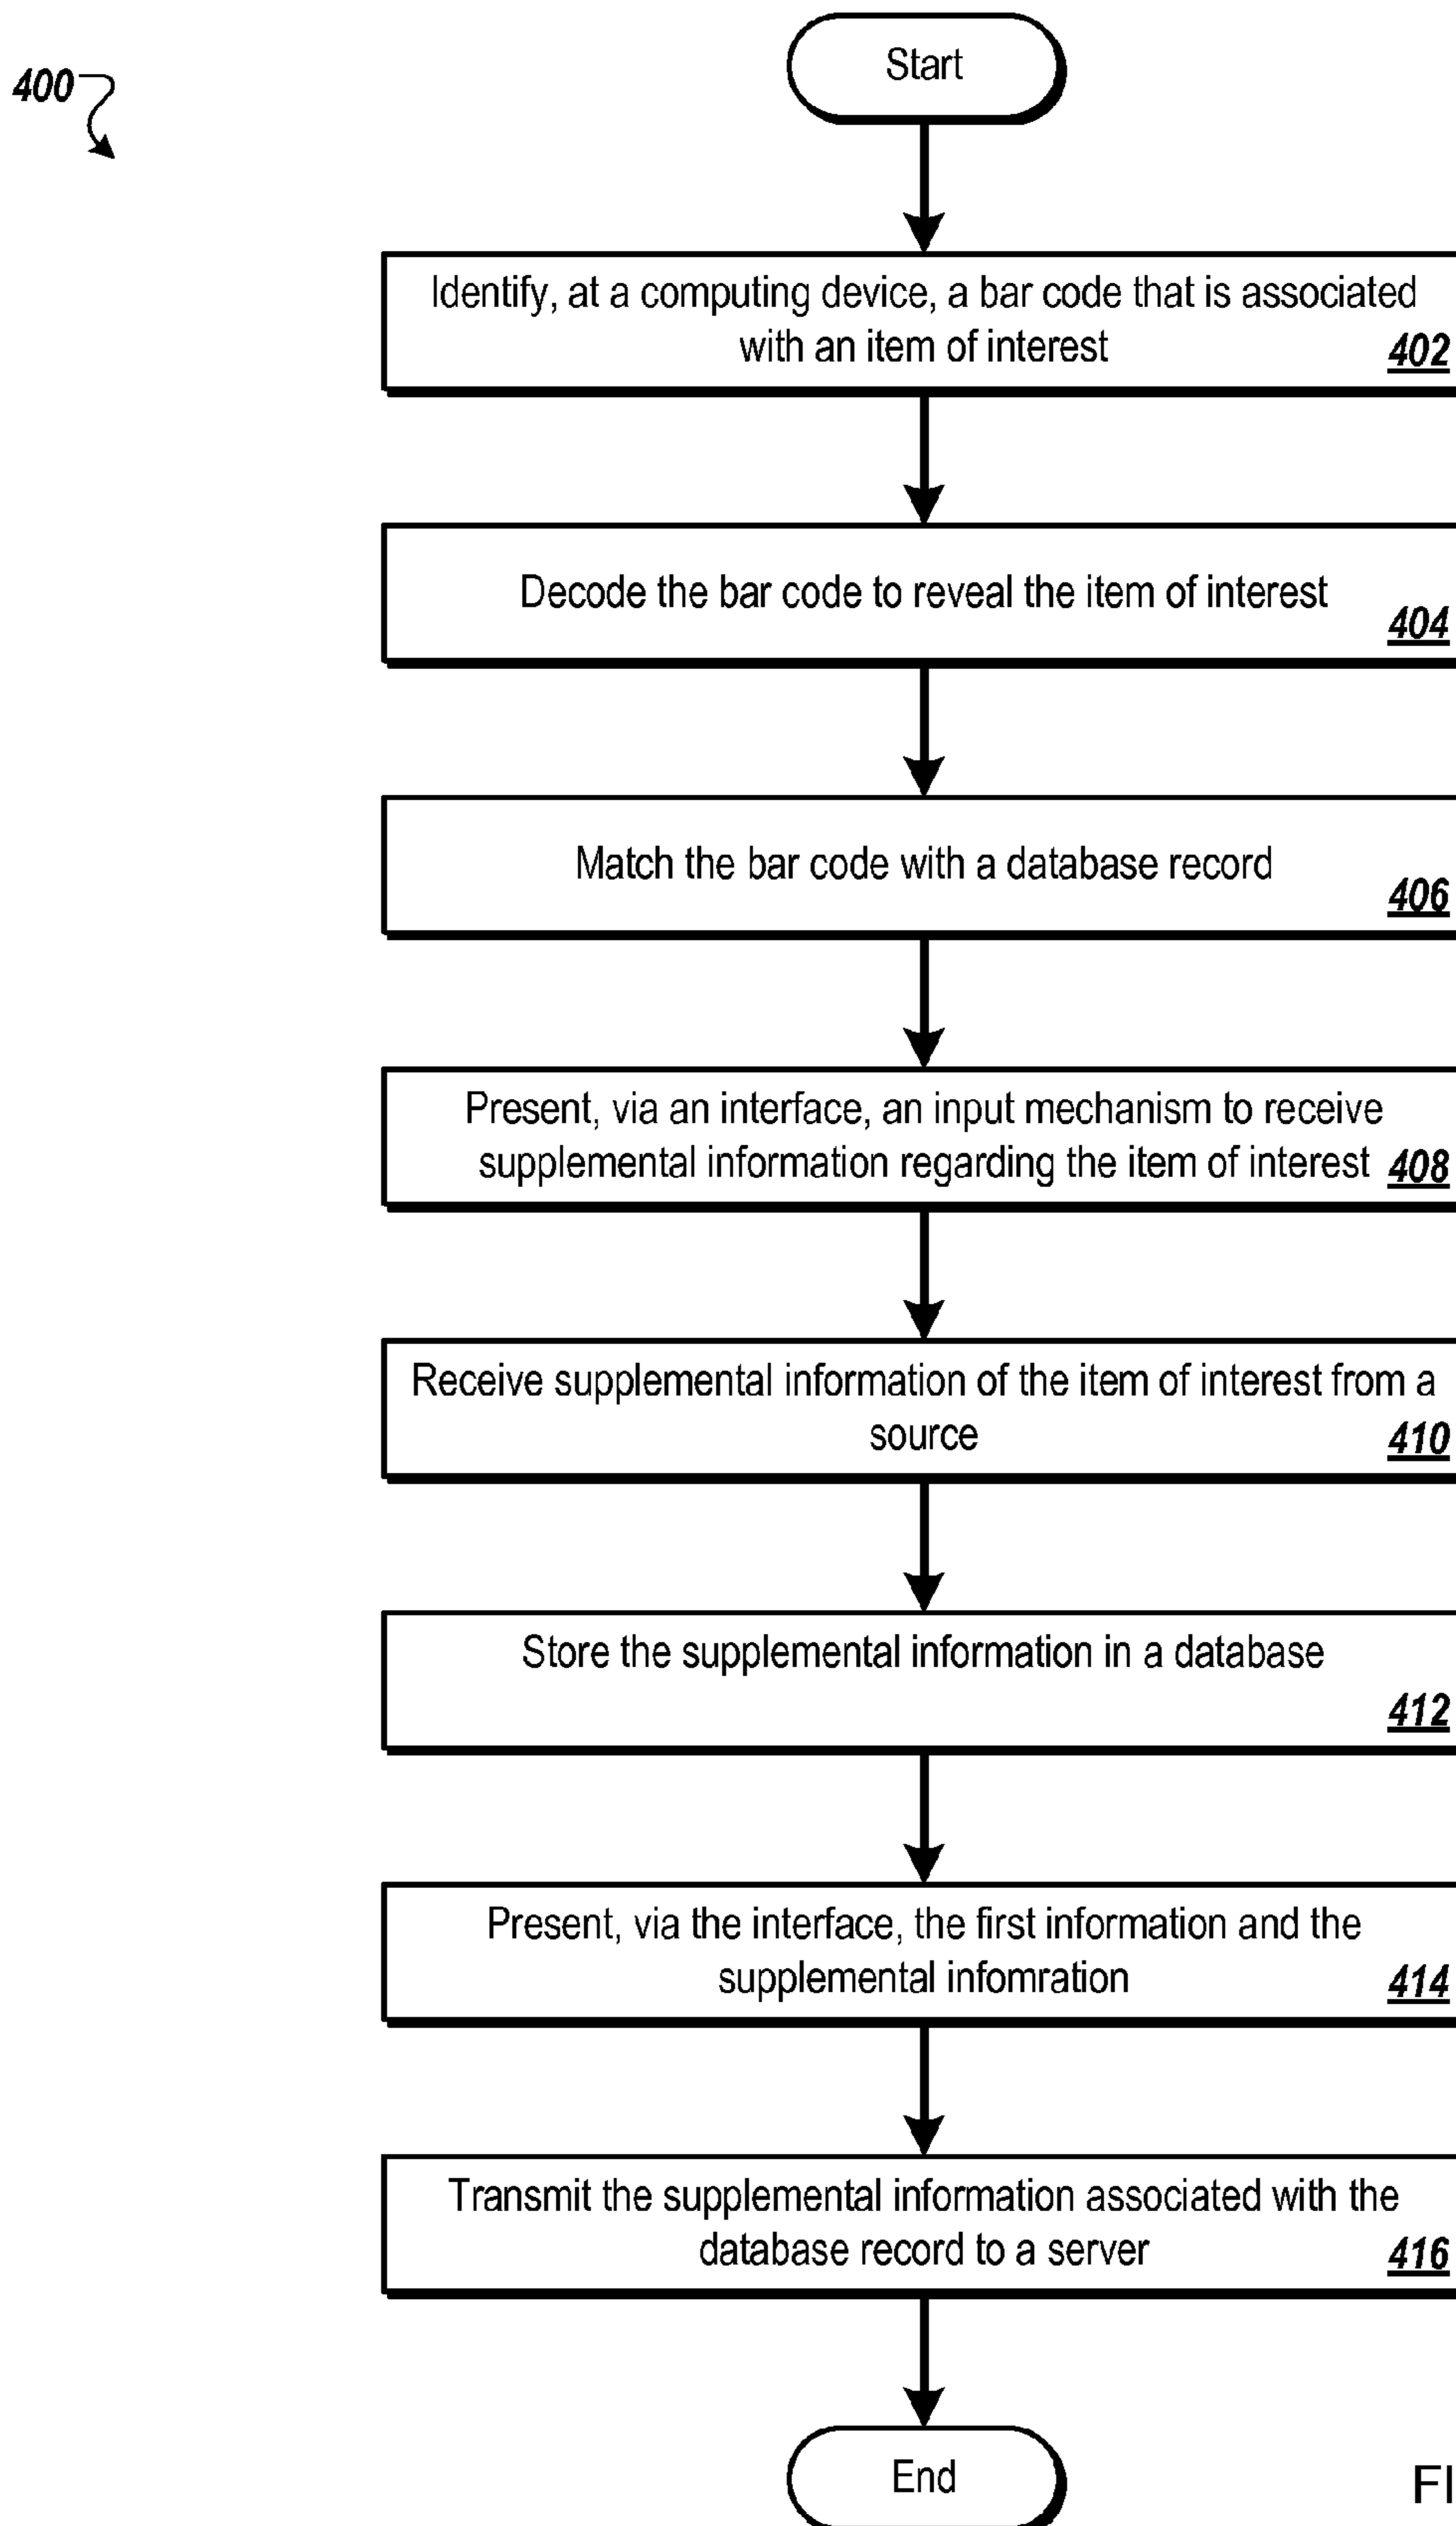 400
Start
Identify, at a computing device, a bar code that is associated
with an item of interest
402
Decode the bar code to reveal the item of interest
404
Match the bar code with a database record
406
Present, via an interface, an input mechanism to receive
supplemental information regarding the item of interest 408
Receive supplemental information of the item of interest from a
source
410
Store the supplemental information in a database
412
Present, via the interface, the first information and the
supplemental infomration
414
Transmit the supplemental information associated with the
database record to a server
416
End
FI